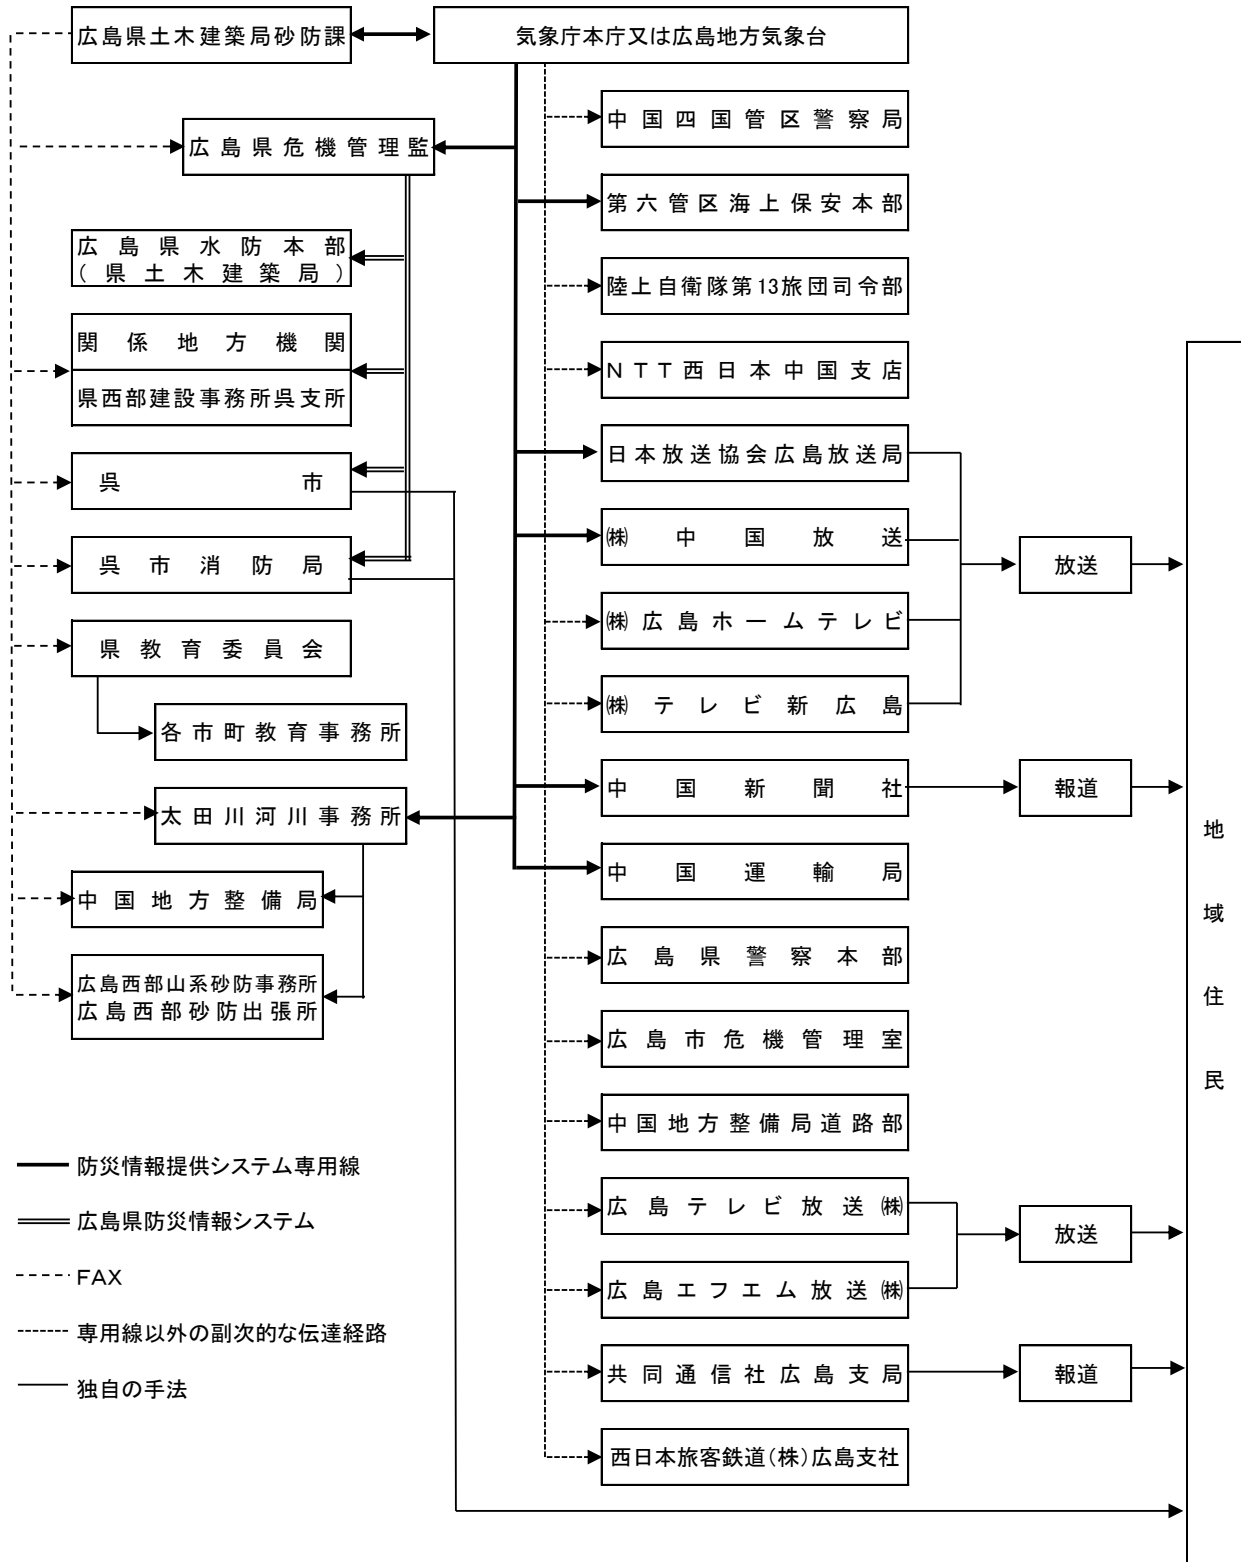 広島県土木建築局砂防課
気象庁本庁又は広島地方気象台
中国四国管区警察局
広島県危機管理監
第六管区海上保安本部
広島県水防本部
(県土木建築局)
陸上自衛隊第13旅団司令部
関係地方機関
県西部建設事務所呉支所
NTT西日本中国支店
日本放送協会広島放送局
呉市
㈱中国放送
放送
呉市消防局
㈱広島ホームテレビ
県教育委員会
㈱テレビ新広島
各市町教育事務所
中国新聞社
報道
太田川河川事務所
中国運輸局
中国地方整備局
広島県警察本部
広島西部山系砂防事務所
広島西部砂防出張所
広島市危機管理室
地域住民
中国地方整備局道路部
防災情報提供システム専用線
広島テレビ放送㈱
広島県防災情報システム
放送
FAX
広島エフエム放送㈱
専用線以外の副次的な伝達経路
共同通信社広島支局
報道
独自の手法
西日本旅客鉄道(株)広島支社